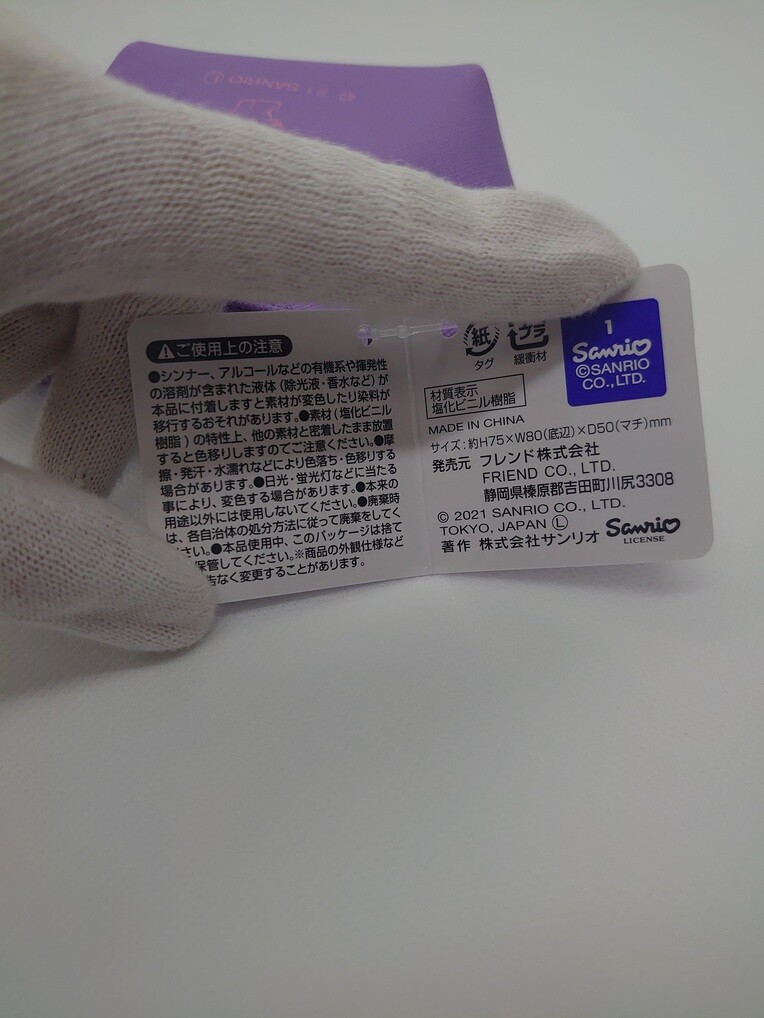 © 21 SANRIO Ⓛ
ご使用上の注意
●シンナー、アルコールなどの有機系や揮発性
の溶剤が含まれた液体(除光液・香水など)が
本品に付着しますと素材が変色したり染料が
移行するおそれがあります。●素材(塩化ビニル
樹脂)の特性上、他の素材と密着したまま放置
すると色移りしますのでご注意ください。●摩
擦・発汗・水濡れなどにより色落ち・色移りする
場合があります。●日光・蛍光灯などに当たる
事により、変色する場合があります。●本来の
用途以外には使用しないでください。●廃棄時
は、各自治体の処分方法に従って廃棄をしてく
さい。●本品使用中、このパッケージは捨て
保管してください。※商品の外観仕様など
告なく変更することがあります。
紙
タグ
プラ
緩衝材
1
Sanrio
©SANRIO
CO.,LTD.
材質表示
塩化ビニル樹脂
MADE IN CHINA
サイズ:約H75×W80(底辺)×D50(マチ)mm
発売元 フレンド株式会社
FRIEND CO., LTD.
静岡県榛原郡吉田町川尻3308
© 2021 SANRIO CO., LTD.
TOKYO, JAPAN Ⓛ
著作 株式会社サンリオ
Sanrio
LICENSE